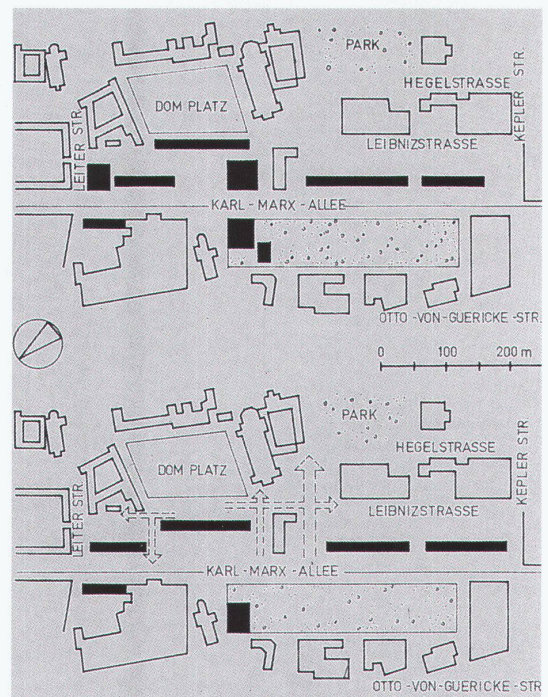 PARK
HEGELSTRASSE
DOM PLATZ
LEITER STR.
KEPLER STR.
LEIBNIZSTRASSE
KARL-MARX-ALLEE
OTTO-VON-GUERICKE-STR.
0 100 200 m
PARK
HEGELSTRASSE
DOM PLATZ
LEITER STR
KEPLER STR
LEIBNIZSTRASSE
KARL-MARX-ALLEE
OTTO-VON-GUERICKE-STR